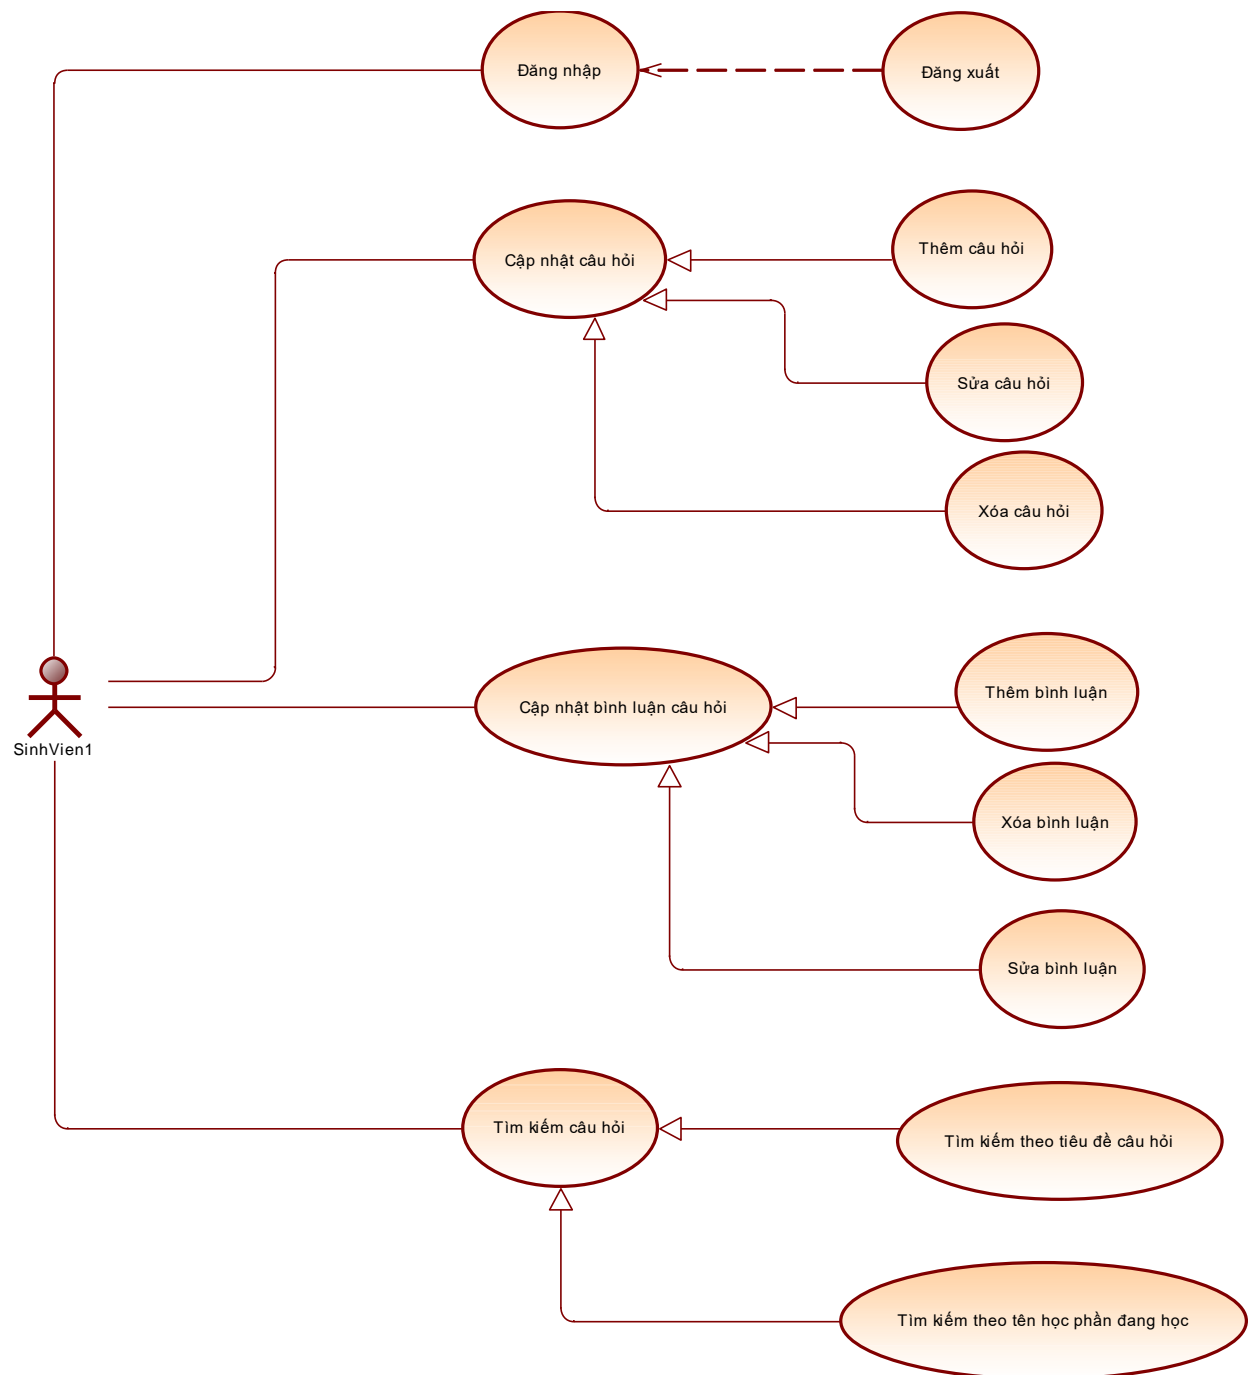 Đăng nhập
Đăng xuất
Cập nhật câu hỏi
Thêm câu hỏi
Sửa câu hỏi
Xóa câu hỏi
SinhVien1
Cập nhật bình luận câu hỏi
Thêm bình luận
Xóa bình luận
Sửa bình luận
Tìm kiếm câu hỏi
Tìm kiếm theo tiêu đề câu hỏi
Tìm kiếm theo tên học phần đang học